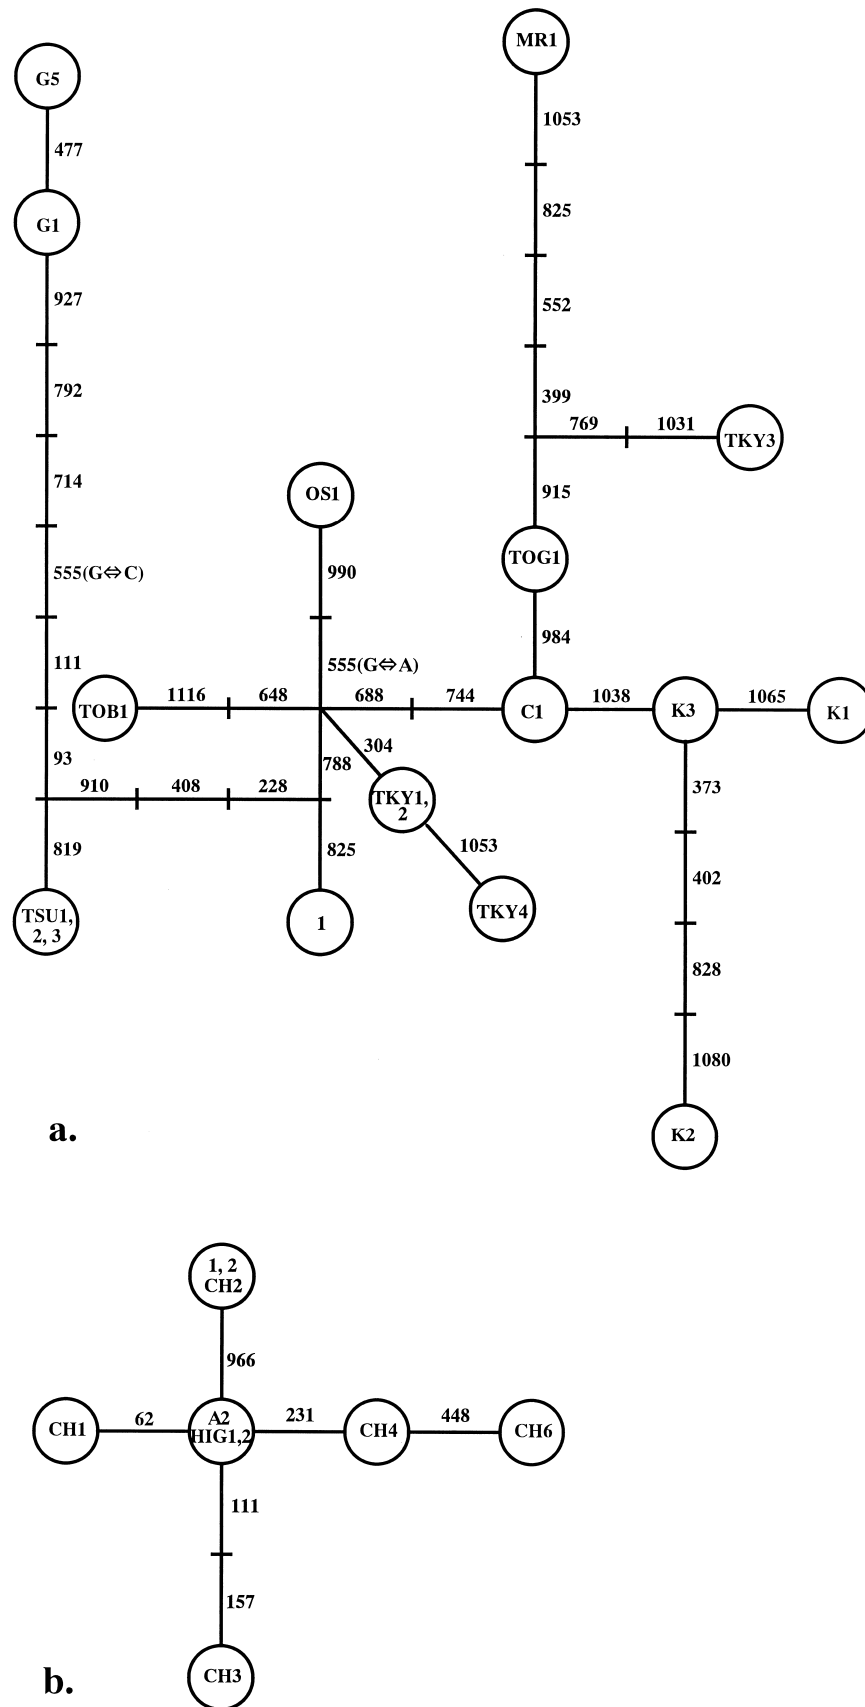 MR1
G5
1053
477
825
G1
927
552
792
399
769
1031
TKY3
714
915
OS1
TOG1
555(G⇔C)
990
984
111
555(G⇔A)
TOB1
1116
648
688
744
C1
1038
K3
1065
K1
93
304
788
910
408
228
373
TKY1,
2
819
825
1053
402
TSU1,
2, 3
1
TKY4
828
1080
a.
K2
1, 2
CH2
966
CH1
62
A2
HIG1,2
231
CH4
448
CH6
111
157
CH3
b.